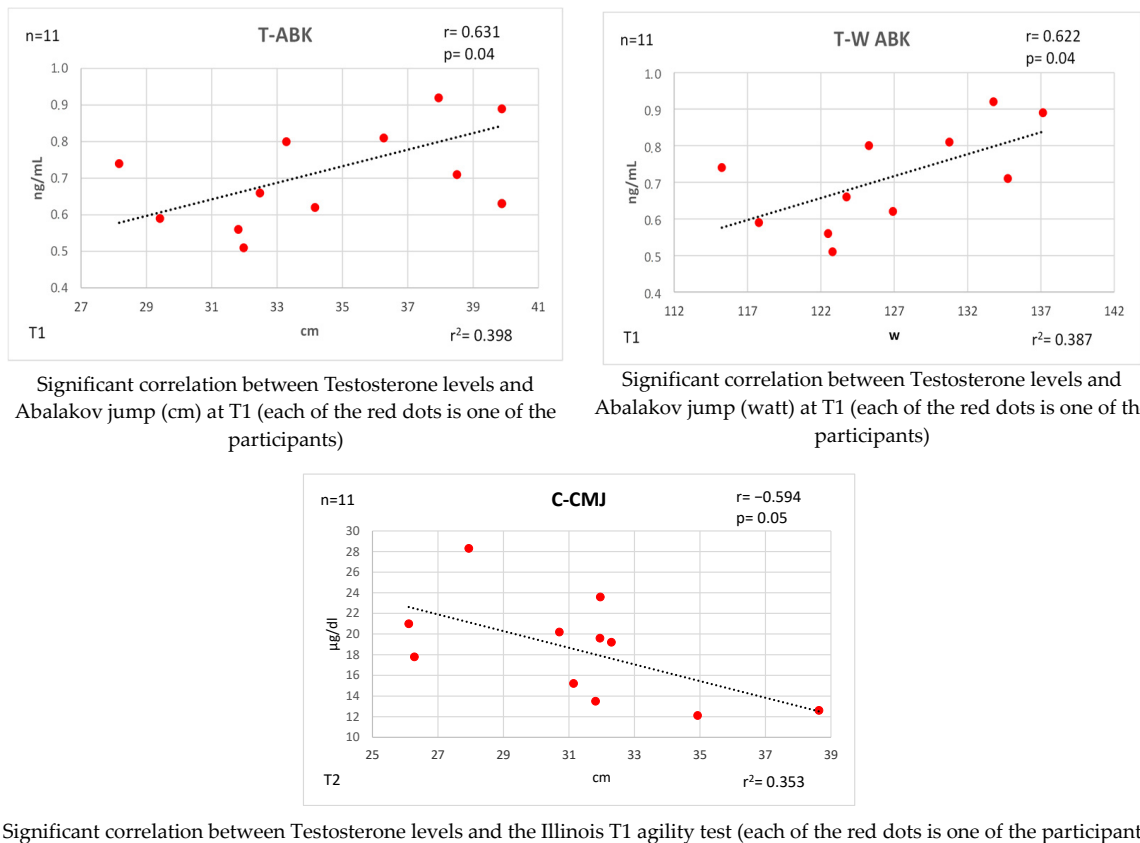 n=11
T-ABK
r= 0.631
p= 0.04
1.0
0.9
0.8
0.7
0.6
0.5
0.4
ng/mL
27 29 31 33 35 37 39 41
cm
T1
r²= 0.398
Significant correlation between Testosterone levels and
Abalakov jump (cm) at T1 (each of the red dots is one of the
participants)
n=11
T-W ABK
r= 0.622
p= 0.04
1.0
0.9
0.8
0.7
0.6
0.5
0.4
ng/mL
112 117 122 127 132 137 142
w
T1
r²= 0.387
Significant correlation between Testosterone levels and
Abalakov jump (watt) at T1 (each of the red dots is one of th
participants)
n=11
C-CMJ
r= −0.594
p= 0.05
30
28
26
24
22
20
18
16
14
12
10
µg/dl
25 27 29 31 33 35 37 39
cm
T2
r²= 0.353
Significant correlation between Testosterone levels and the Illinois T1 agility test (each of the red dots is one of the participant